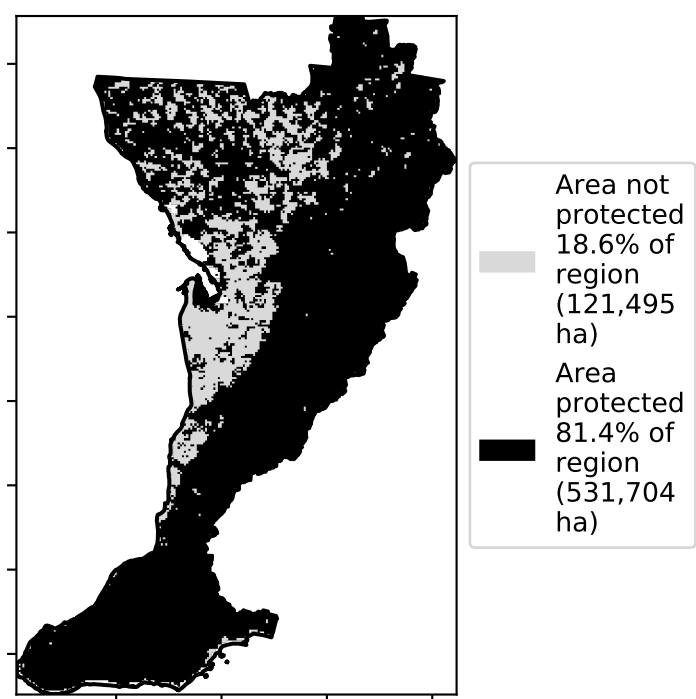 Area not
protected
18.6% of
region
(121,495
ha)
Area
protected
81.4% of
region
(531,704
ha)